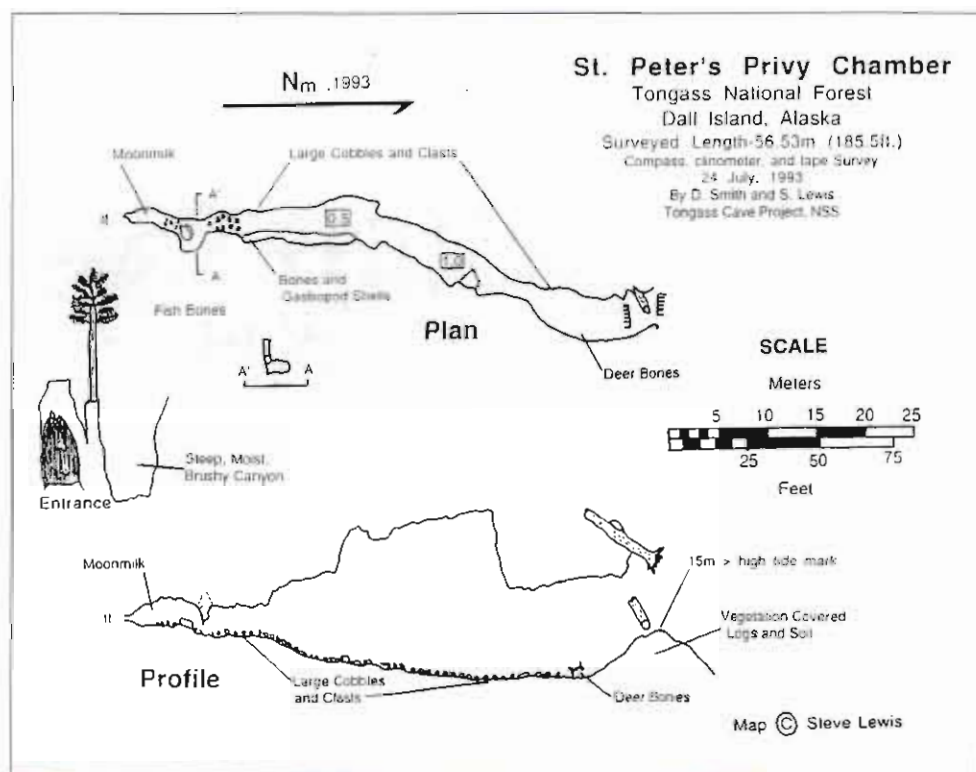 St. Peter's Privy Chamber
Tongass National Forest
Dall Island, Alaska
Surveyed Length-56.53m (185.5ft.)
Compass, clinometer, and tape Survey
24 July, 1993
By D. Smith and S. Lewis
Tongass Cave Project, NSS
Nm .1993
Moonmilk
Large Cobbles and Clasts
A'
tt
0.5
A
Bones and
Gastropod Shells
1.0
Fish Bones
Plan
Deer Bones
A' A
SCALE
Meters
5 10 15 20 25
25 50 75
Feet
Steep, Moist,
Brushy Canyon
Entrance
Moonmilk
15m > high tide mark
tt
Vegetation Covered
Logs and Soil
Profile
Large Cobbles
and Clasts
Deer Bones
Map © Steve Lewis